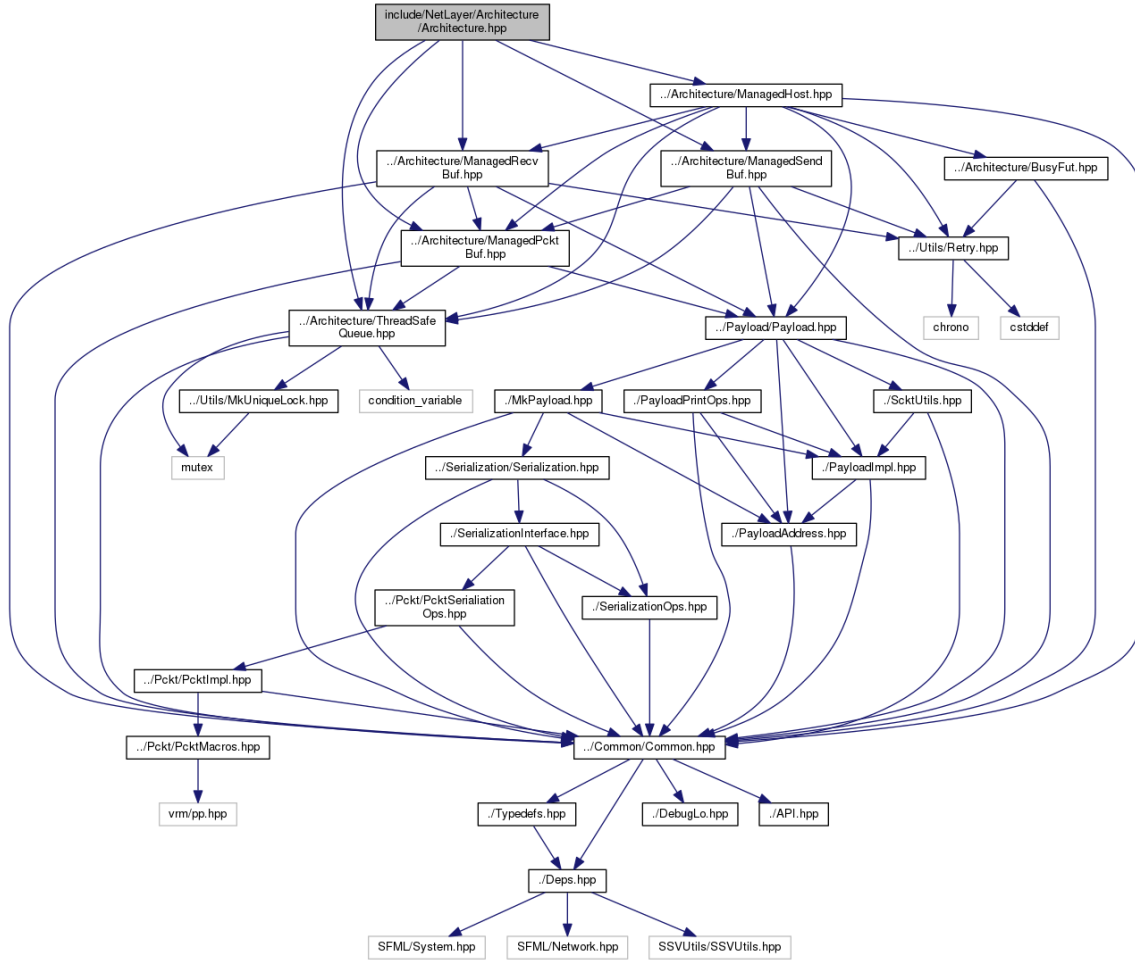 include/NetLayer/Architecture
/Architecture.hpp
../Architecture/ManagedHost.hpp
../Architecture/ManagedRecv
Buf.hpp
../Architecture/ManagedSend
Buf.hpp
../Architecture/BusyFut.hpp
../Architecture/ManagedPckt
Buf.hpp
../Utils/Retry.hpp
../Architecture/ThreadSafe
Queue.hpp
../Payload/Payload.hpp
chrono
cstddef
../Utils/MkUniqueLock.hpp
condition_variable
./MkPayload.hpp
./PayloadPrintOps.hpp
./ScktUtils.hpp
mutex
../Serialization/Serialization.hpp
./PayloadImpl.hpp
./SerializationInterface.hpp
./PayloadAddress.hpp
../Pckt/PcktSerialiation
Ops.hpp
./SerializationOps.hpp
../Pckt/PcktImpl.hpp
../Pckt/PcktMacros.hpp
../Common/Common.hpp
vrm/pp.hpp
./Typedefs.hpp
./DebugLo.hpp
./API.hpp
./Deps.hpp
SFML/System.hpp
SFML/Network.hpp
SSVUtils/SSVUtils.hpp